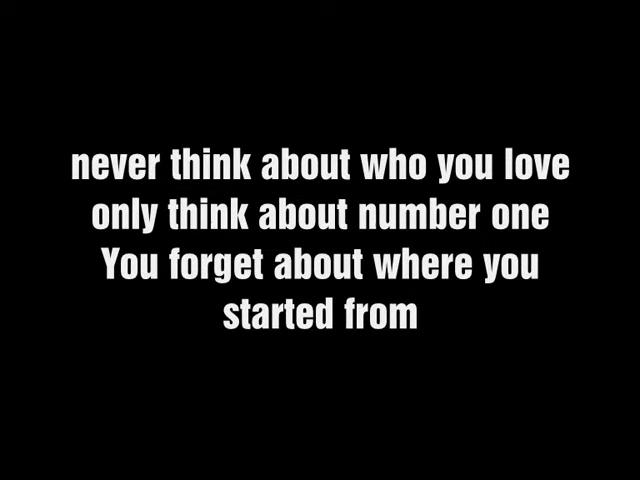 never think about who you love
only think about number one
You forget about where you
started from